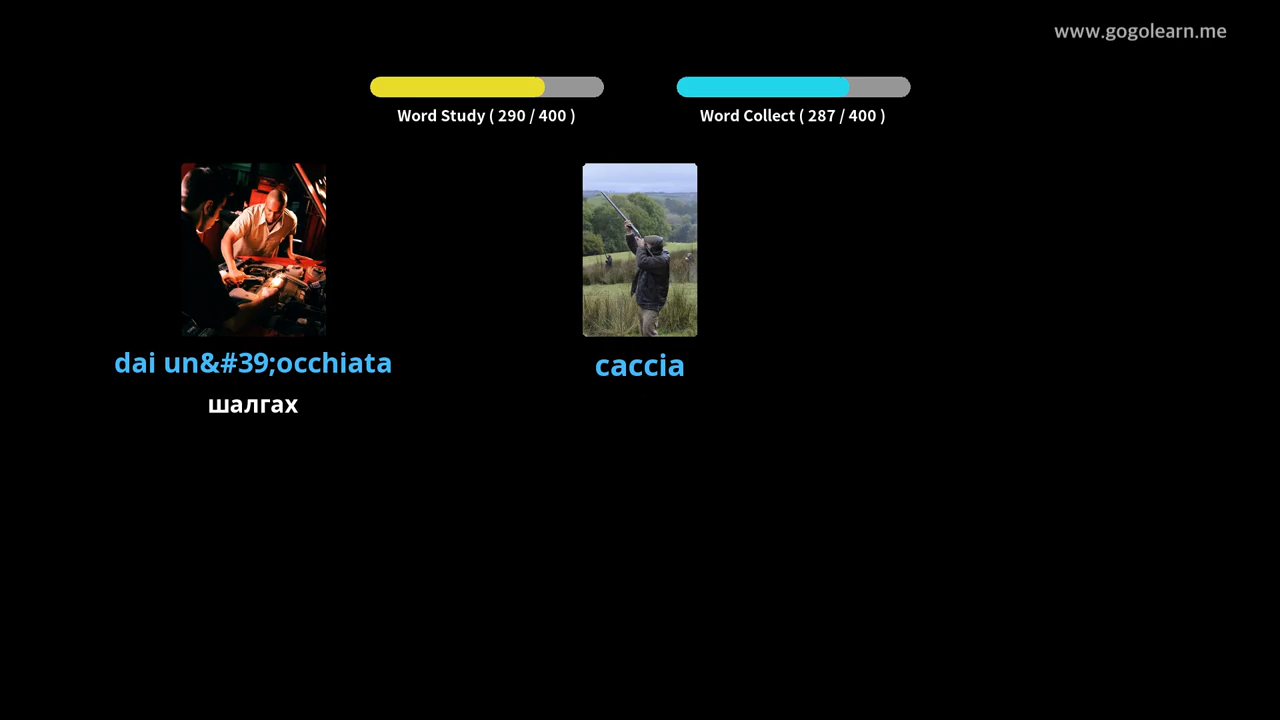 www.gogolearn.me
Word Study ( 290 / 400 )
Word Collect ( 287 / 400 )
dai un&#39;occhiata
caccia
шалгах